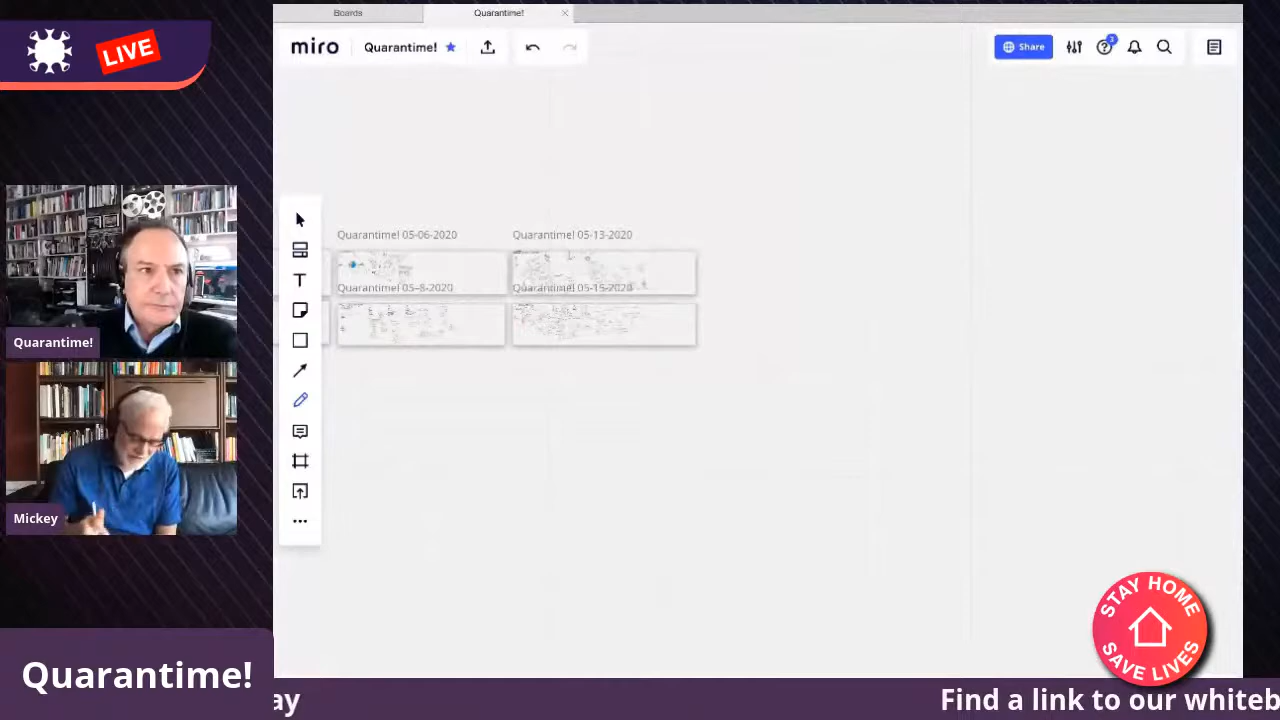 Boards
Quarantime!
miro
Quarantime!
Share
3
LIVE
Quarantime! 05-06-2020
Quarantime! 05-13-2020
Quarantime! 05-8-2020
Quarantime! 05-15-2020
T
Quarantime!
Mickey
STAY HOME
SAVE LIVES
Quarantime!
ay
Find a link to our whiteb